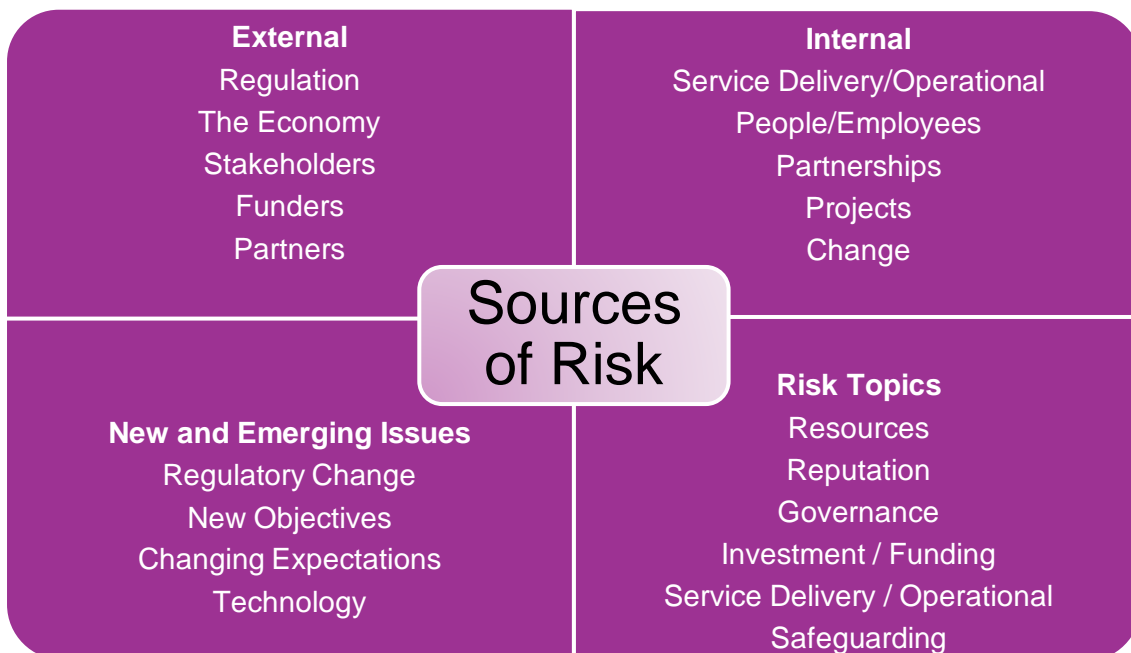 External
Regulation
The Economy
Stakeholders
Funders
Partners
Internal
Service Delivery/Operational
People/Employees
Partnerships
Projects
Change
Sources
of Risk
New and Emerging Issues
Regulatory Change
New Objectives
Changing Expectations
Technology
Risk Topics
Resources
Reputation
Governance
Investment / Funding
Service Delivery / Operational
Safeguarding